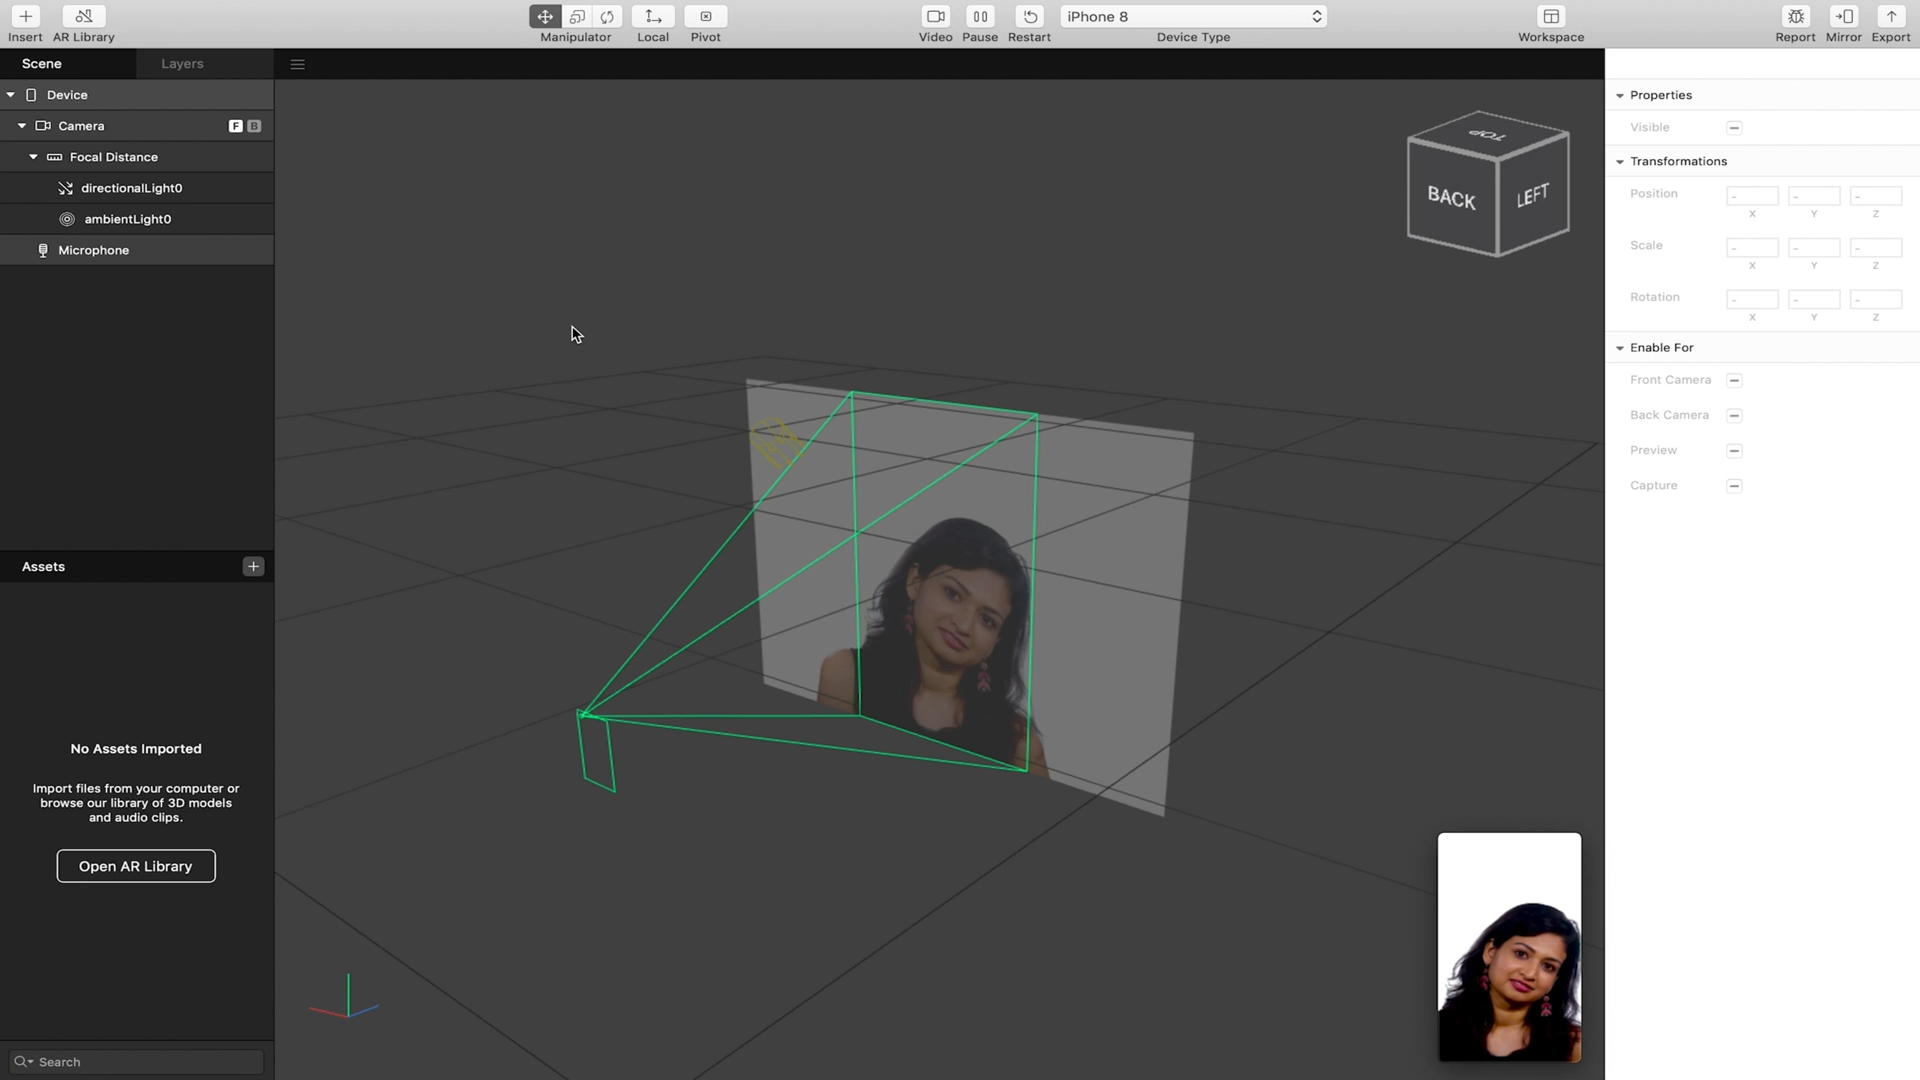 Insert
AR Library
Manipulator
Local
Pivot
Video
Pause
Restart
iPhone 8
Device Type
Workspace
Report
Mirror
Export
Scene
Layers
Device
Camera
F B
Focal Distance
directionalLight0
ambientLight0
Microphone
Assets
No Assets Imported
Import files from your computer or
browse our library of 3D models
and audio clips.
Open AR Library
Search
TOP
BACK
LEFT
Properties
Visible
Transformations
Position
- - -
X Y Z
Scale
- - -
X Y Z
Rotation
- - -
X Y Z
Enable For
Front Camera
Back Camera
Preview
Capture